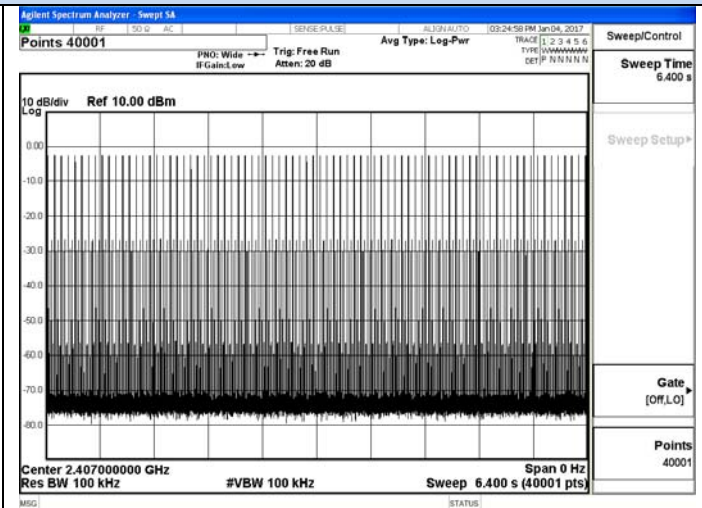 Agilent Spectrum Analyzer - Swept SA
RF 50 Ω AC SENSE:PULSE ALIGN AUTO 03:24:58 PM Jan 04, 2017
Points 40001
PNO: Wide
IFGain:Low
Trig: Free Run
Atten: 20 dB
Avg Type: Log-Pwr
TRACE 1 2 3 4 5 6
TYPE
DET P N N N N N
Sweep/Control
Sweep Time
6.400 s
Sweep Setup
Gate
[Off,LO]
Points
40001
10 dB/div Ref 10.00 dBm
Log
0.00
-10.0
-20.0
-30.0
-40.0
-50.0
-60.0
-70.0
-80.0
Center 2.407000000 GHz Span 0 Hz
Res BW 100 kHz #VBW 100 kHz Sweep 6.400 s (40001 pts)
MSG STATUS